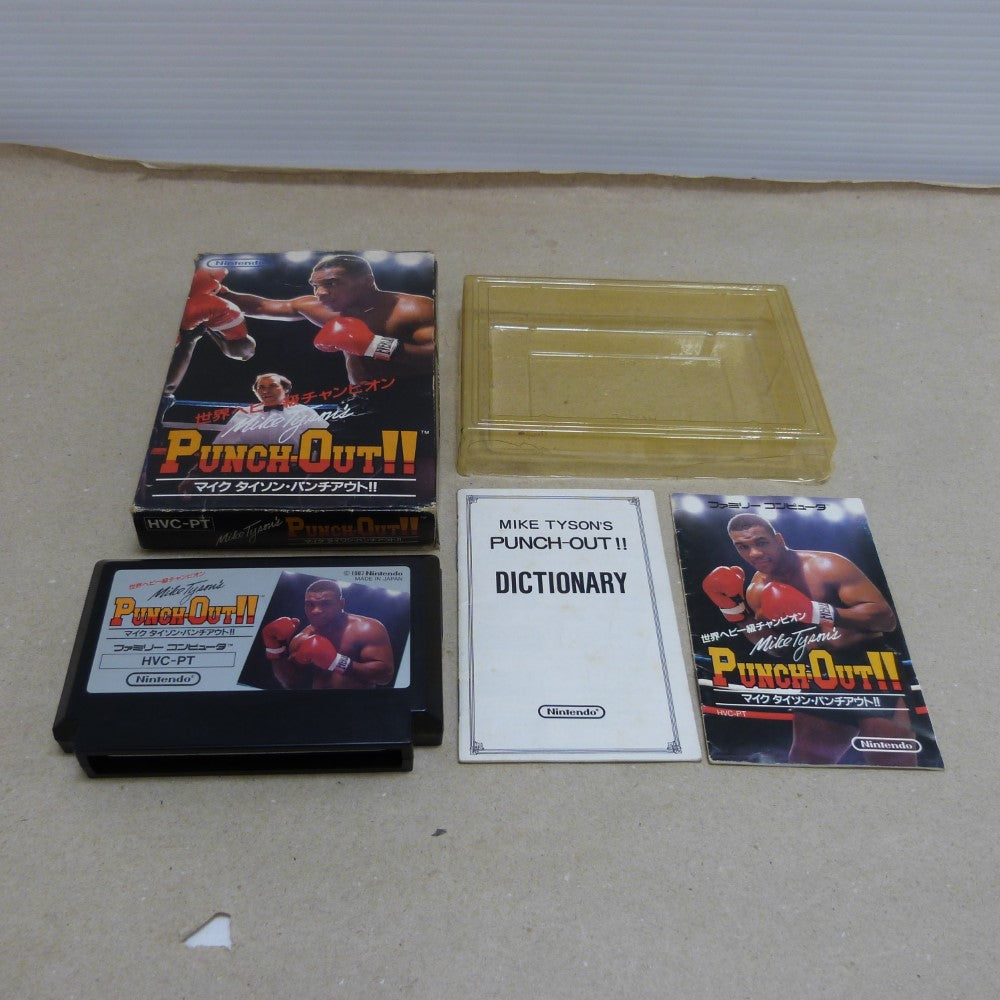 Nintendo
世界ヘビー級チャンピオン
Mike Tyson's
PUNCH-OUT!!™
マイク タイソン・パンチアウト!!
HVC-PT
Mike Tyson's
PUNCH-OUT!!
マイク タイソン・パンチアウト!!
© 1987 Nintendo
MADE IN JAPAN
世界ヘビー級チャンピオン
Mike Tyson's
PUNCH-OUT!!™
マイク タイソン・パンチアウト!!
ファミリー コンピュータ™
HVC-PT
Nintendo®
MIKE TYSON'S
PUNCH-OUT !!
DICTIONARY
Nintendo®
ファミリー コンピュータ
世界ヘビー級チャンピオン
Mike Tyson's
PUNCH-OUT!!
マイク タイソン・パンチアウト!!
HVC-PT
Nintendo®